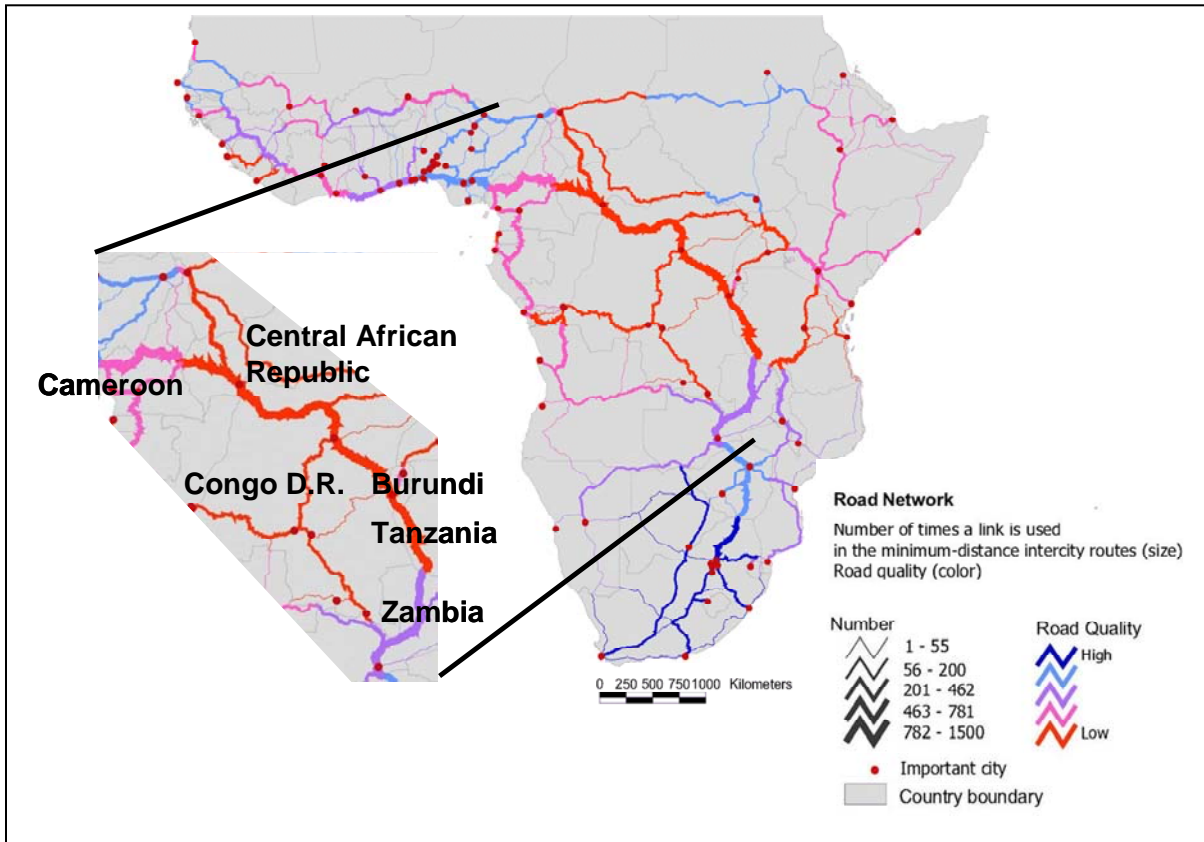 Central African
Republic
Cameroon
Congo D.R.
Burundi
Tanzania
Zambia
Road Network
Number of times a link is used
in the minimum-distance intercity routes (size)
Road quality (color)
Number
1 - 55
56 - 200
201 - 462
463 - 781
782 - 1500
Road Quality
High
Low
Important city
Country boundary
0 250 500 750 1000 Kilometers